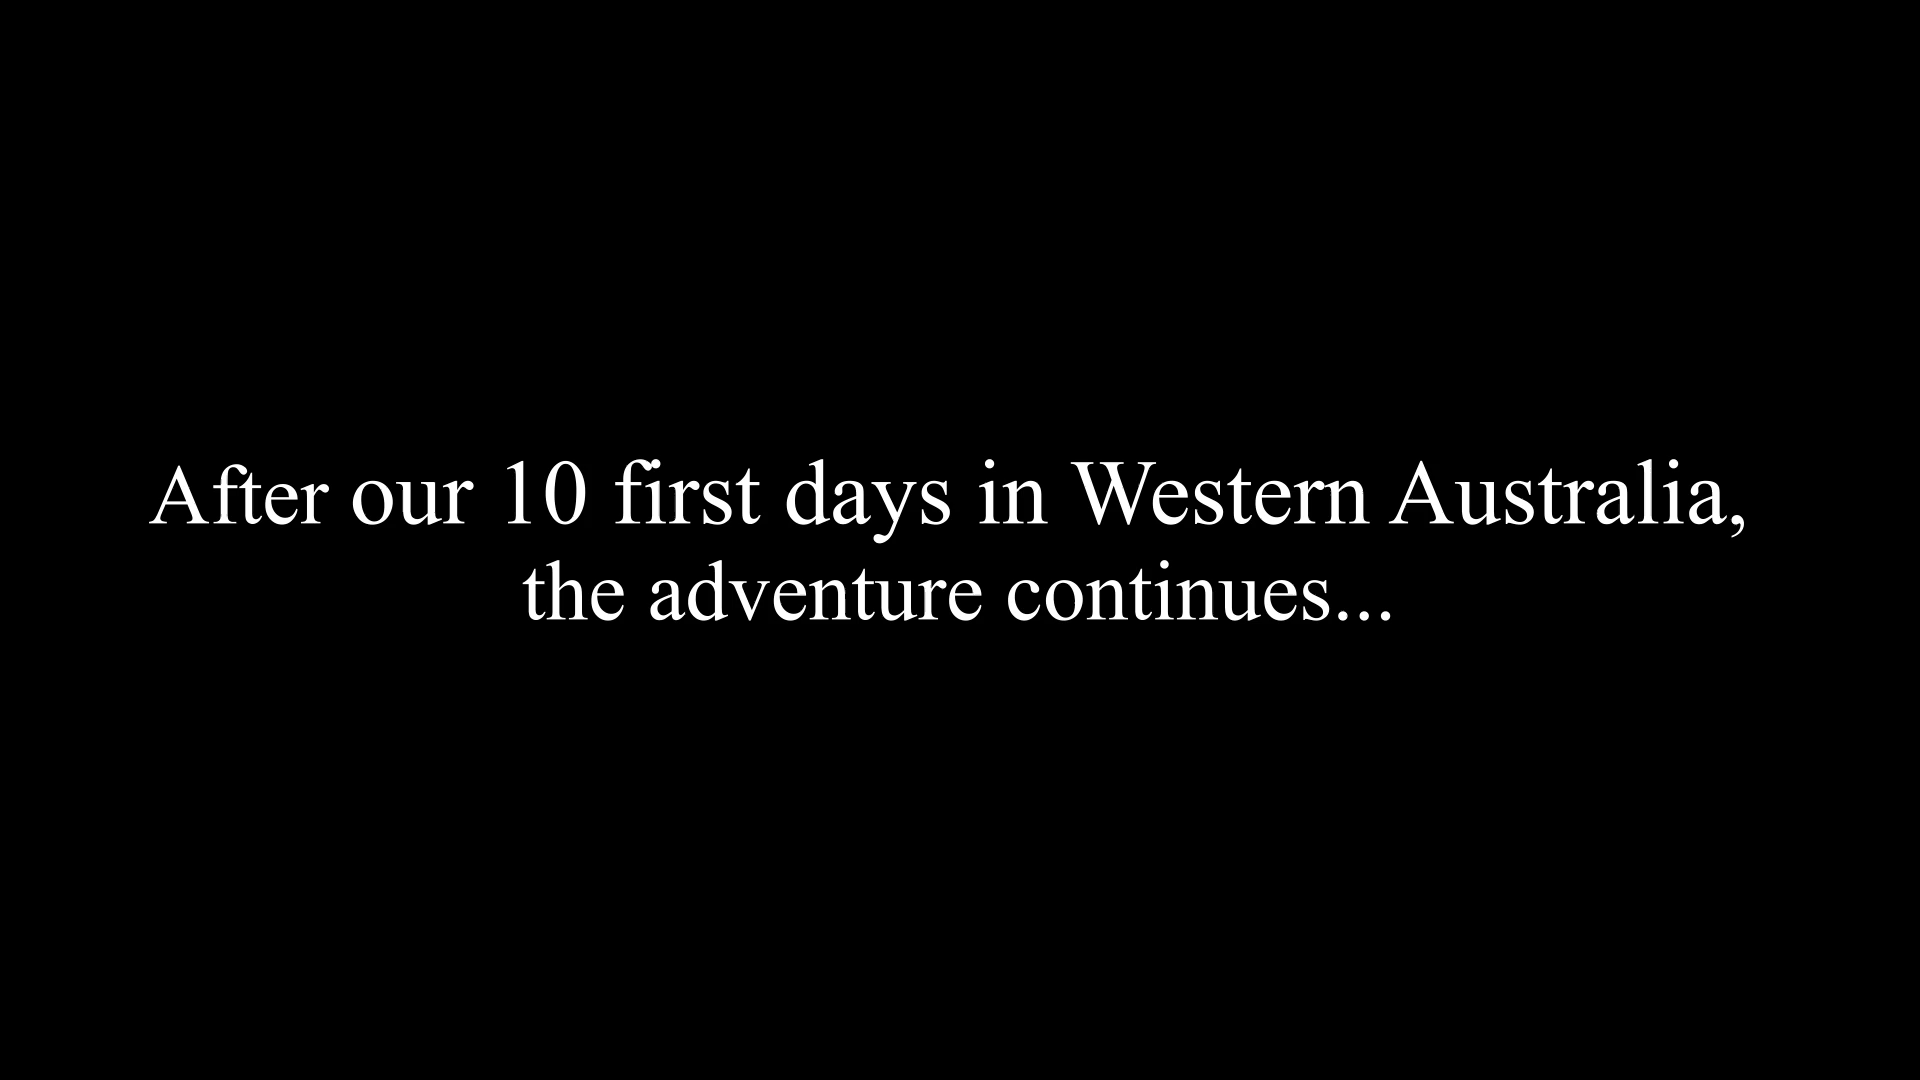 After our 10 first days in Western Australia,
the adventure continues...